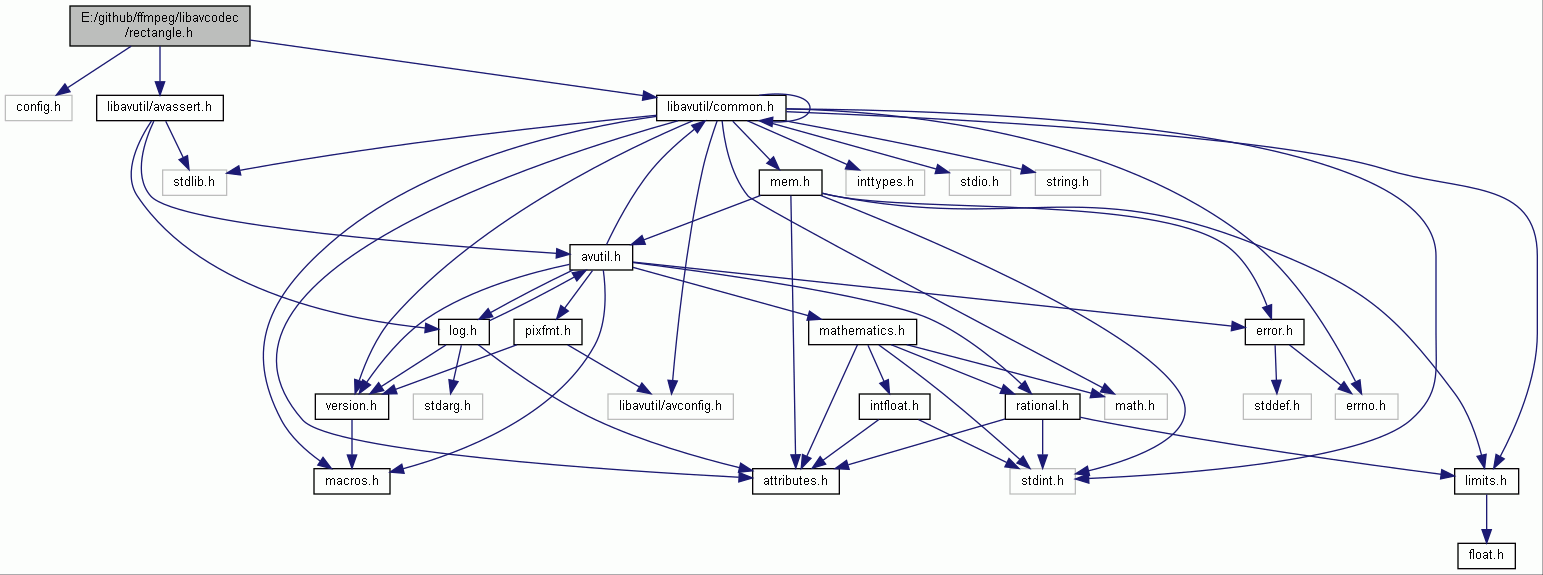 E:/github/ffmpeg/libavcodec
/rectangle.h
config.h
libavutil/avassert.h
libavutil/common.h
stdlib.h
mem.h
inttypes.h
stdio.h
string.h
avutil.h
log.h
pixfmt.h
mathematics.h
error.h
version.h
stdarg.h
libavutil/avconfig.h
intfloat.h
rational.h
math.h
stddef.h
errno.h
macros.h
attributes.h
stdint.h
limits.h
float.h